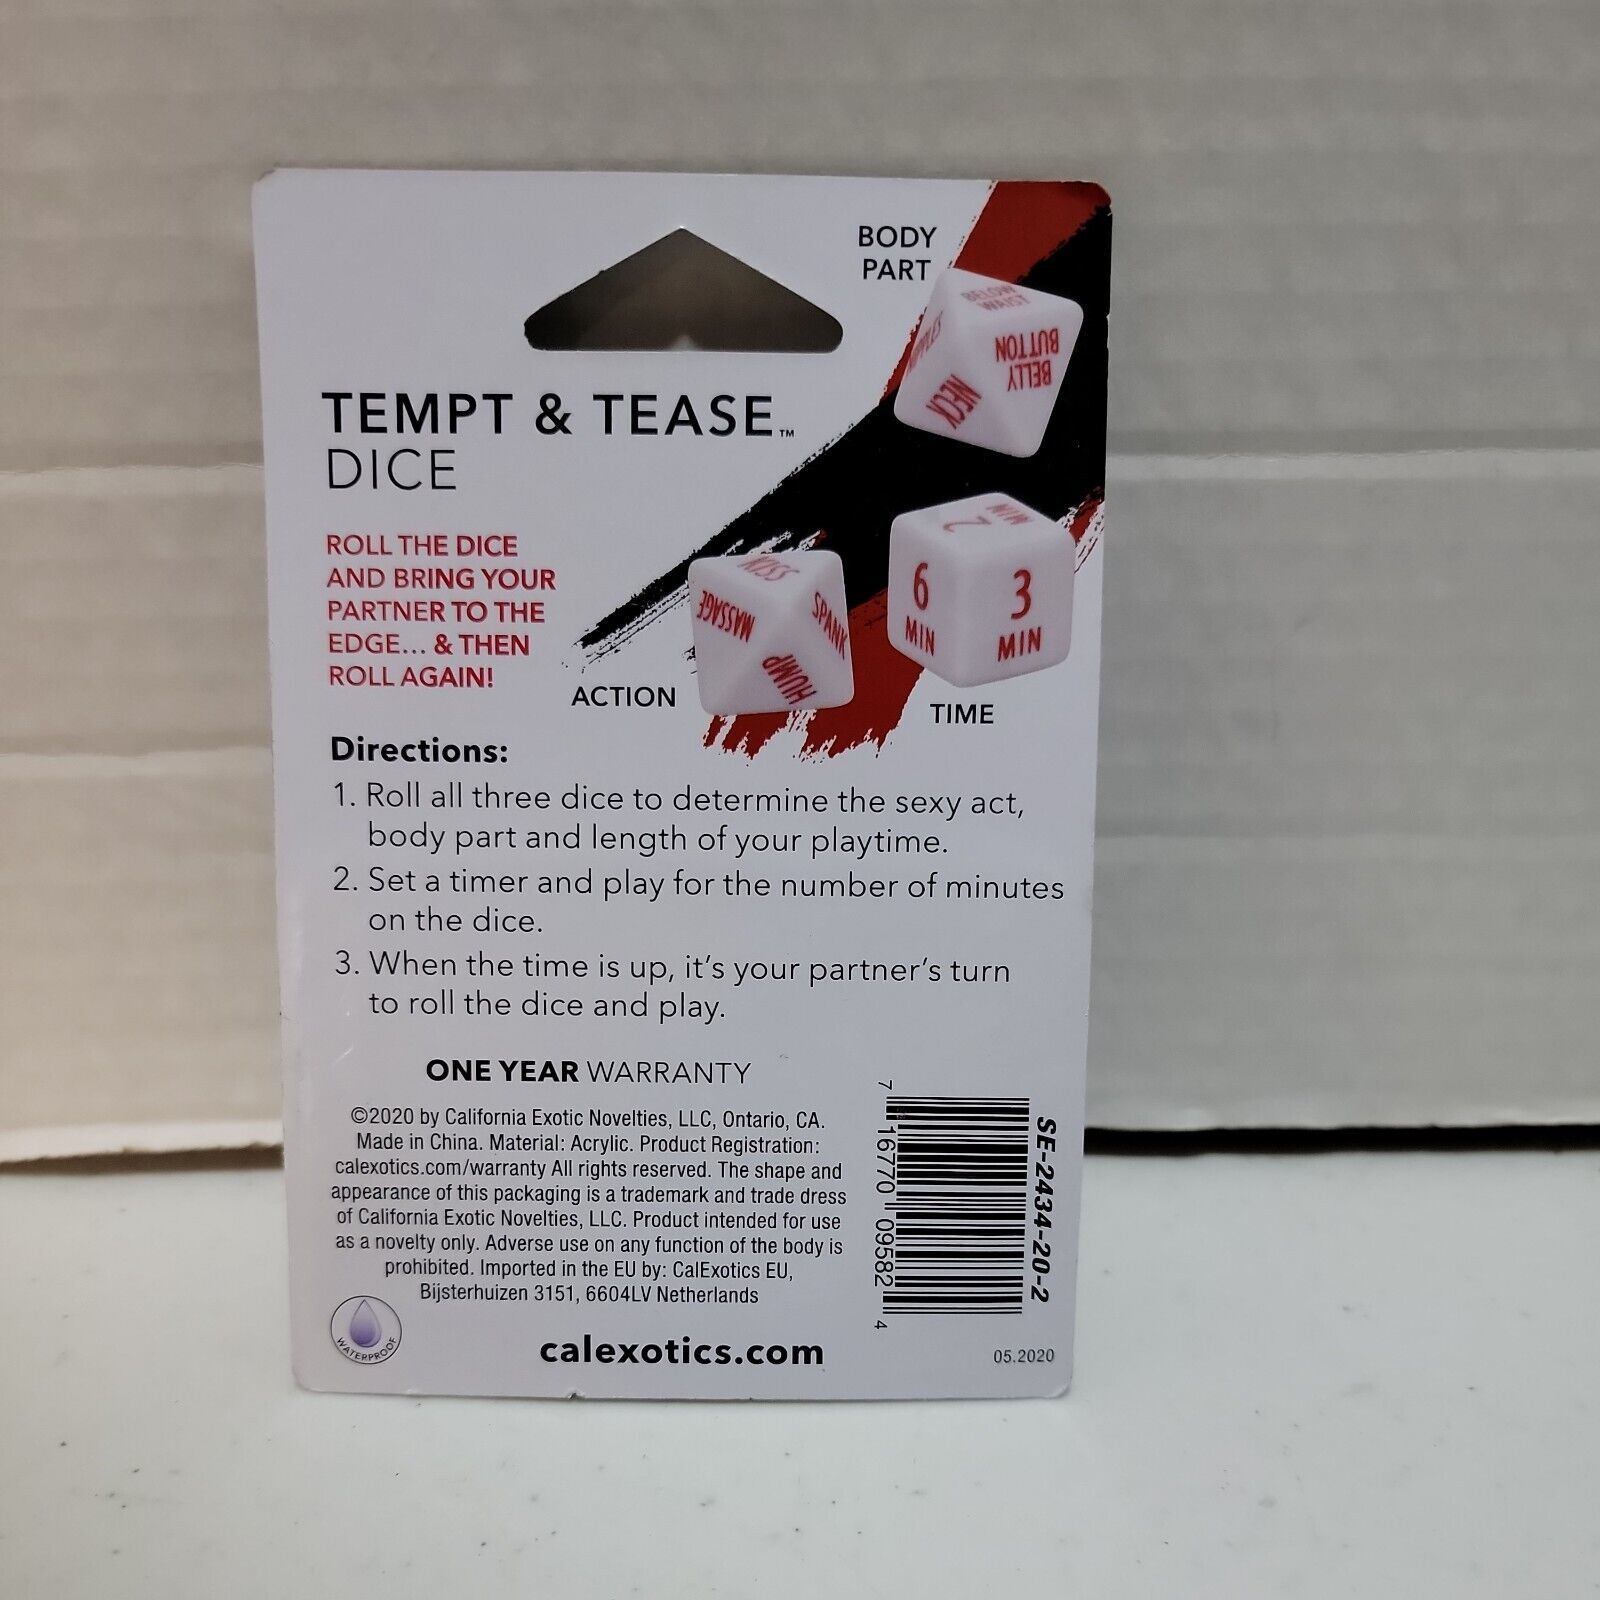 BODY
PART
BELOW
WAIST
NIPPLES
BELLY
BUTTON
NECK
TEMPT & TEASE™
DICE
ROLL THE DICE
AND BRING YOUR
PARTNER TO THE
EDGE... & THEN
ROLL AGAIN!
KISS
MASSAGE
SPANK
HUMP
ACTION
2
MIN
6
MIN
3
MIN
TIME
Directions:
1. Roll all three dice to determine the sexy act,
body part and length of your playtime.
2. Set a timer and play for the number of minutes
on the dice.
3. When the time is up, it's your partner's turn
to roll the dice and play.
ONE YEAR WARRANTY
©2020 by California Exotic Novelties, LLC, Ontario, CA.
Made in China. Material: Acrylic. Product Registration:
calexotics.com/warranty All rights reserved. The shape and
appearance of this packaging is a trademark and trade dress
of California Exotic Novelties, LLC. Product intended for use
as a novelty only. Adverse use on any function of the body is
prohibited. Imported in the EU by: CalExotics EU,
Bijsterhuizen 3151, 6604LV Netherlands
WATERPROOF
calexotics.com
7 16770 09582 4
SE-2434-20-2
05.2020